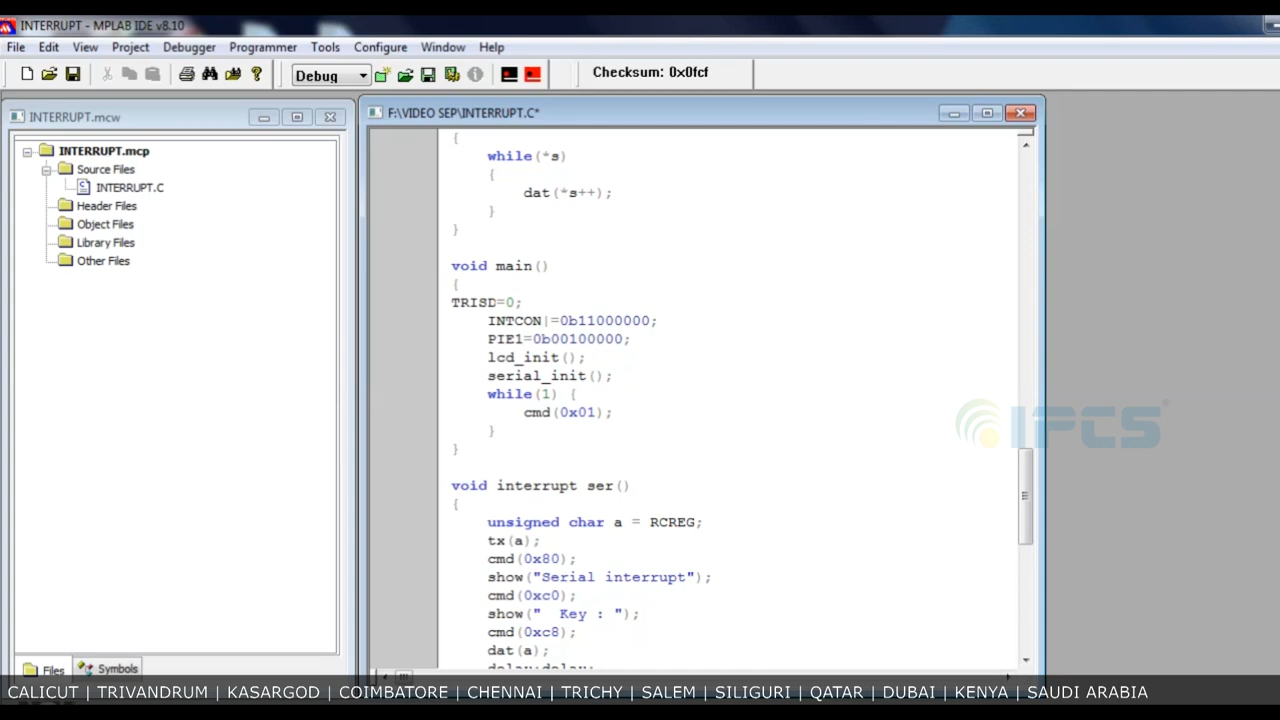 INTERRUPT - MPLAB IDE v8.10
File Edit View Project Debugger Programmer Tools Configure Window Help
Debug
Checksum: 0x0fcf
INTERRUPT.mcw
INTERRUPT.mcp
Source Files
INTERRUPT.C
Header Files
Object Files
Library Files
Other Files
Files Symbols
F:\VIDEO SEP\INTERRUPT.C*
{
while(*s)
{
dat(*s++);
}
}
void main()
{
TRISD=0;
INTCON|=0b11000000;
PIE1=0b00100000;
lcd_init();
serial_init();
while(1) {
cmd(0x01);
}
}
void interrupt ser()
{
unsigned char a = RCREG;
tx(a);
cmd(0x80);
show("Serial interrupt");
cmd(0xc0);
show("  Key : ");
cmd(0xc8);
dat(a);
IPCS
CALICUT | TRIVANDRUM | KASARGOD | COIMBATORE | CHENNAI | TRICHY | SALEM | SILIGURI | QATAR | DUBAI | KENYA | SAUDI ARABIA